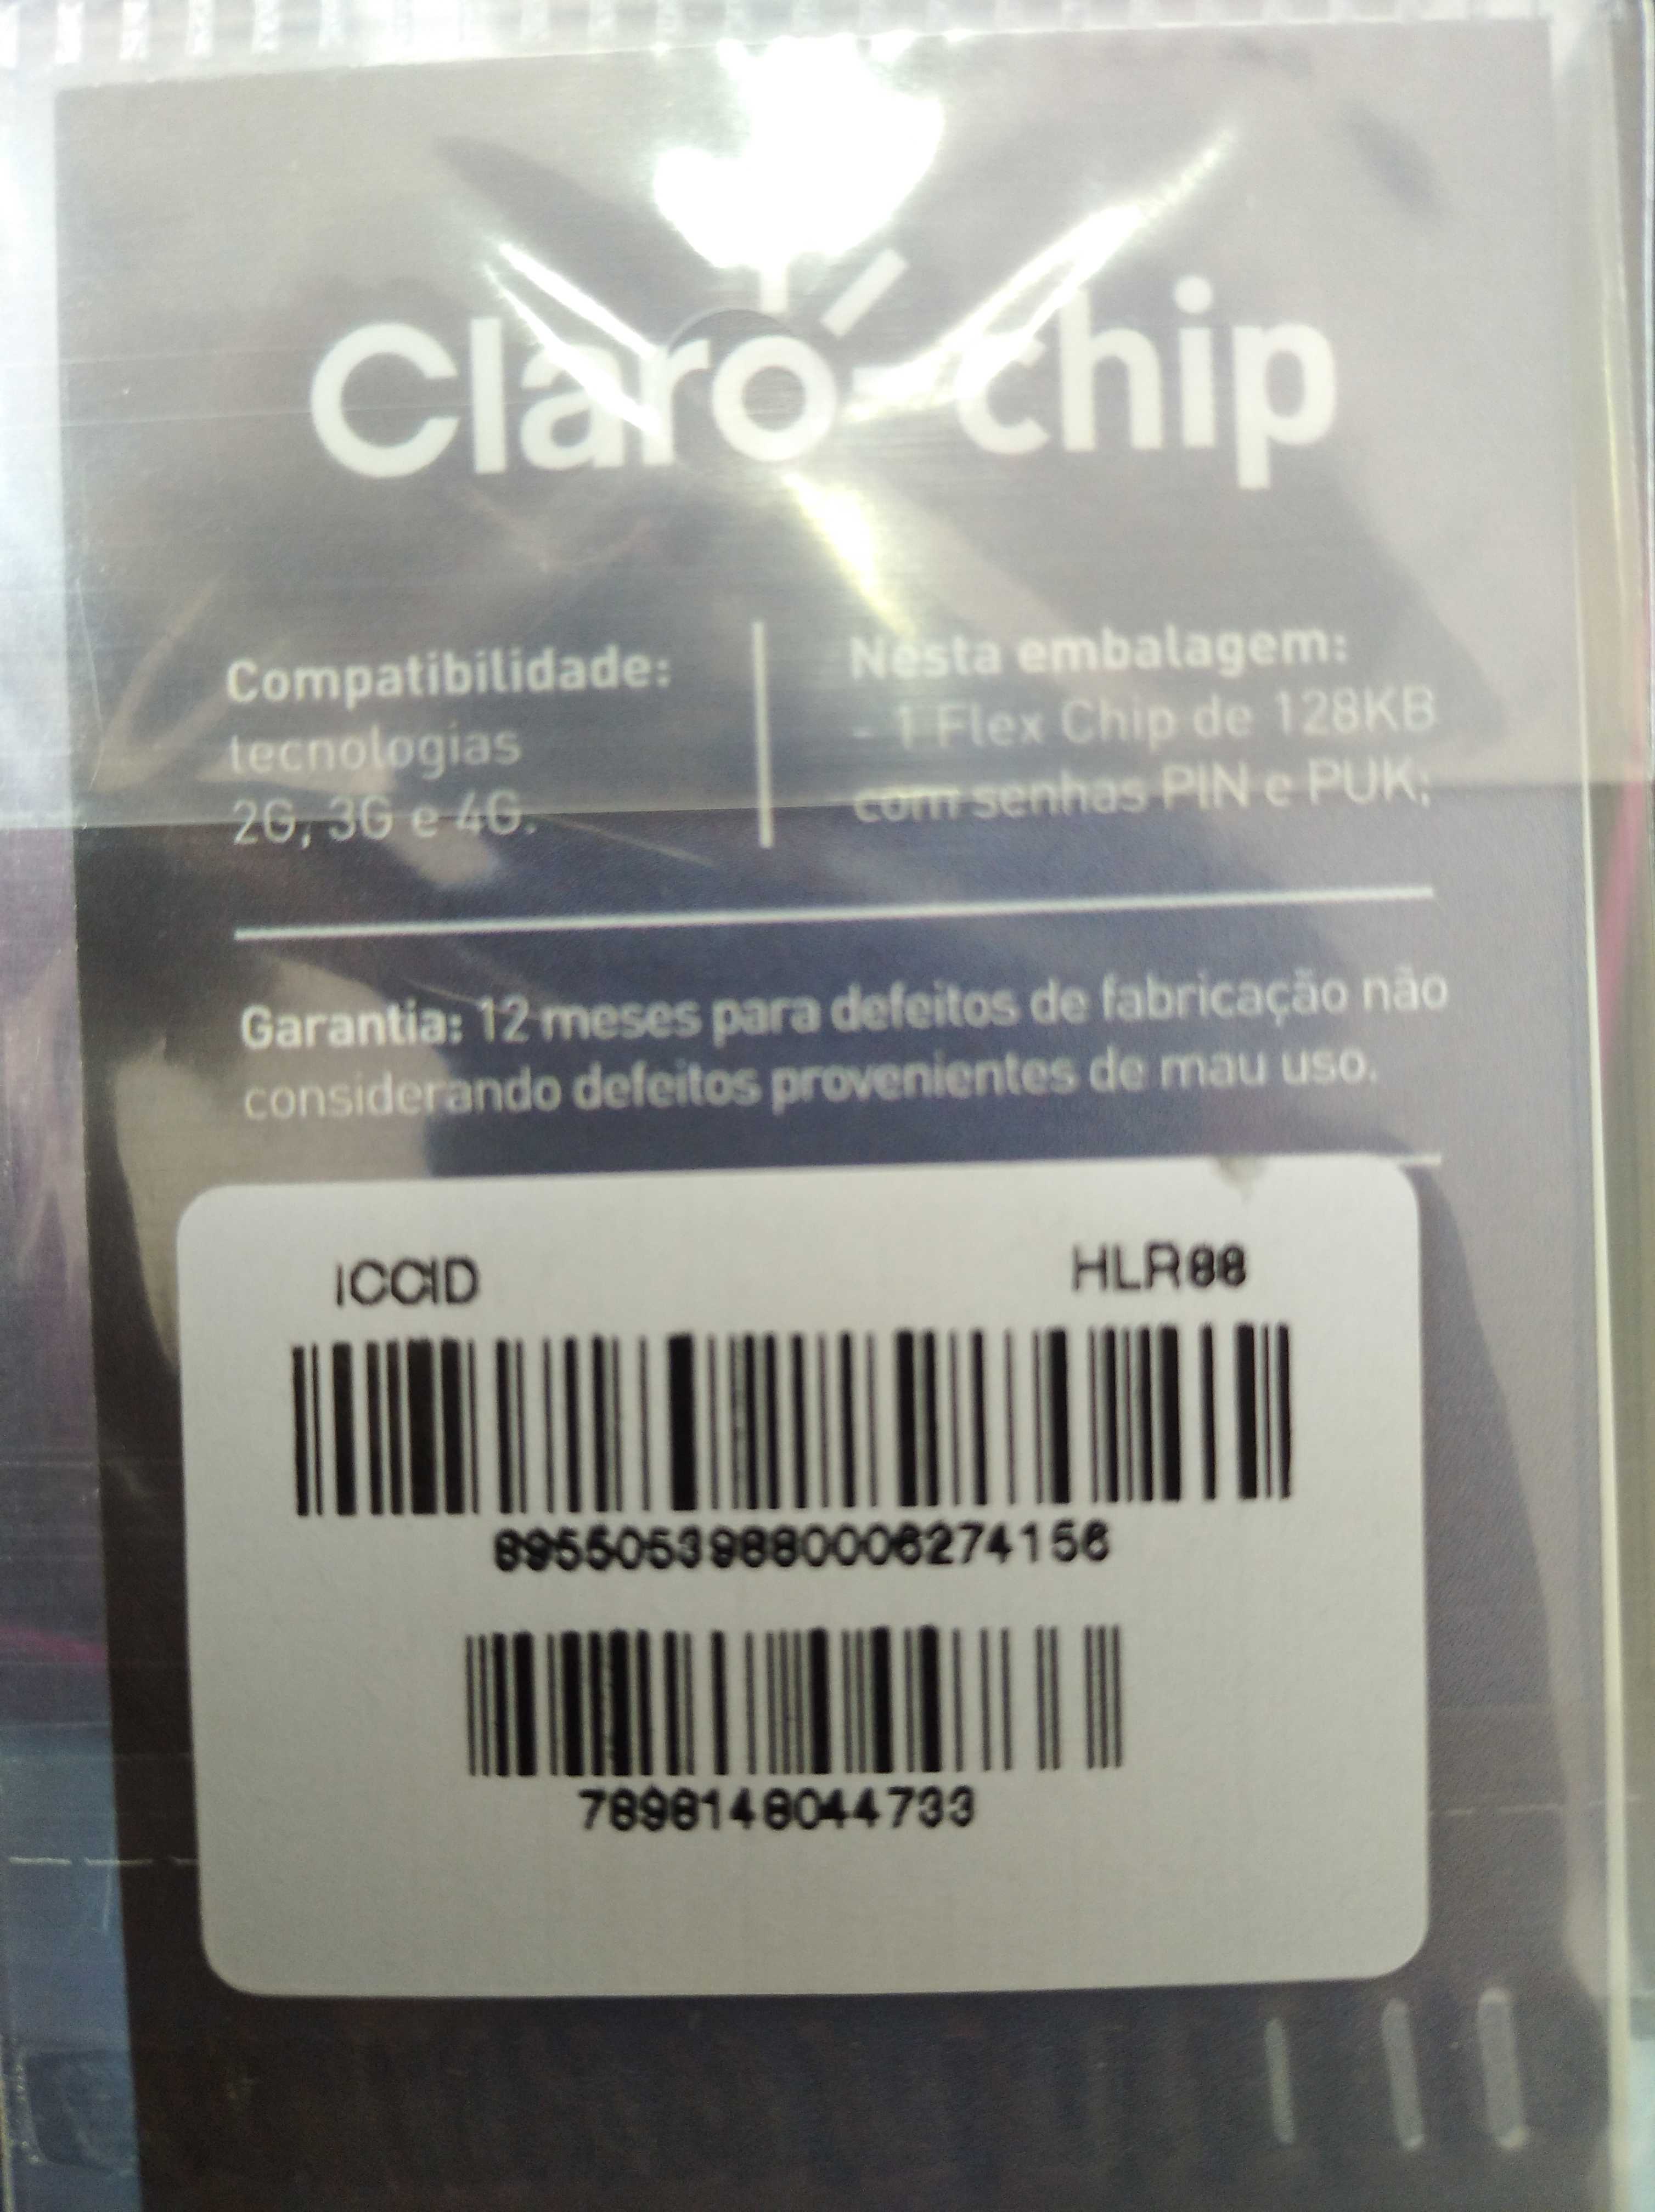 Claro-chip
Compatibilidade:
tecnologias
2G, 3G e 4G.
Nesta embalagem:
- 1 Flex Chip de 128KB
com senhas PIN e PUK;
Garantia: 12 meses para defeitos de fabricação não
considerando defeitos provenientes de mau uso.
ICCID HLR88
89550539880006274156
7898148044733